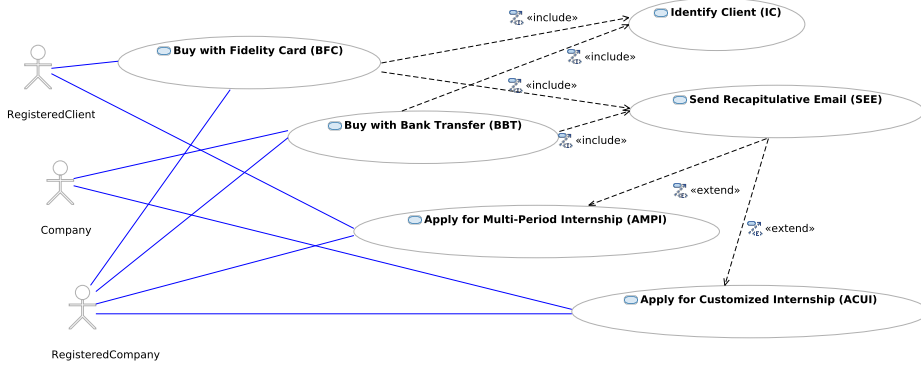 «include»
Identify Client (IC)
Buy with Fidelity Card (BFC)
«include»
«include»
RegisteredClient
Send Recapitulative Email (SEE)
Buy with Bank Transfer (BBT)
«include»
«extend»
Company
Apply for Multi-Period Internship (AMPI)
«extend»
Apply for Customized Internship (ACUI)
RegisteredCompany